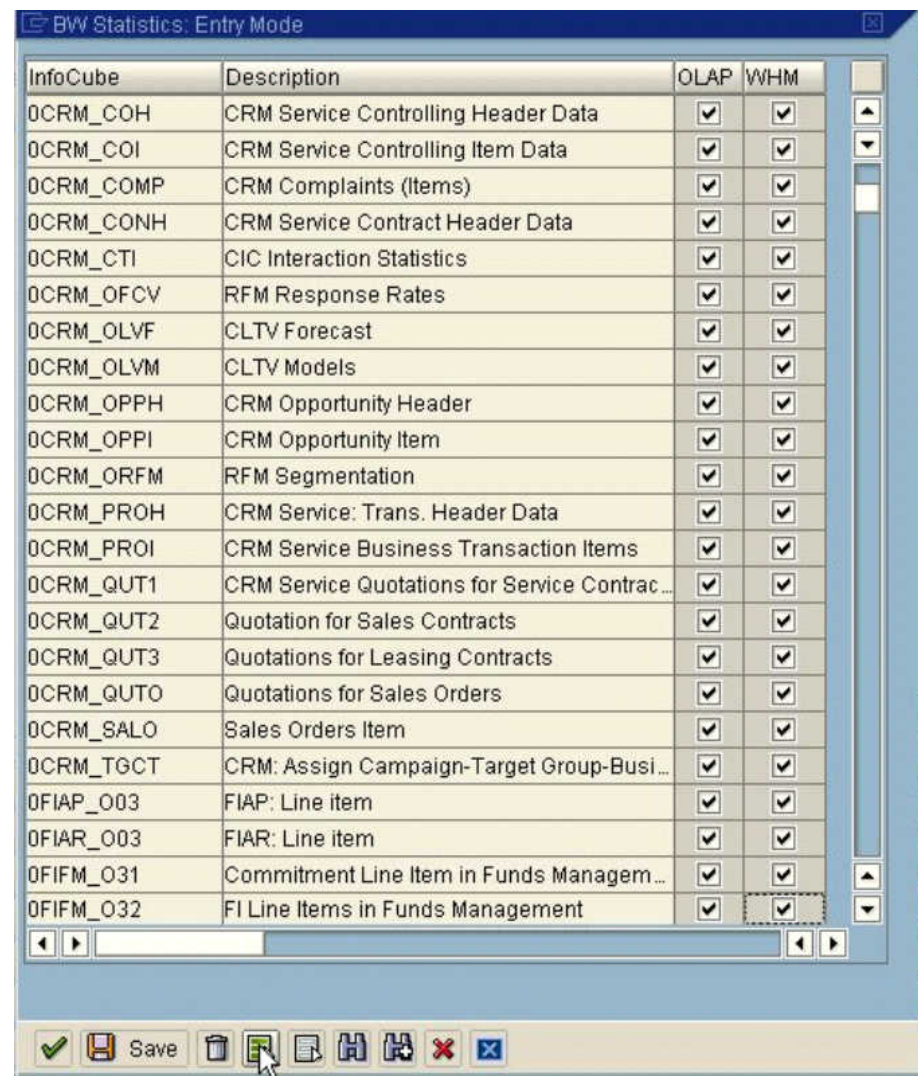 BW Statistics: Entry Mode
InfoCube Description OLAP WHM
0CRM_COH CRM Service Controlling Header Data
0CRM_COI CRM Service Controlling Item Data
0CRM_COMP CRM Complaints (Items)
0CRM_CONH CRM Service Contract Header Data
0CRM_CTI CIC Interaction Statistics
0CRM_OFCV RFM Response Rates
0CRM_OLVF CLTV Forecast
0CRM_OLVM CLTV Models
0CRM_OPPH CRM Opportunity Header
0CRM_OPPI CRM Opportunity Item
0CRM_ORFM RFM Segmentation
0CRM_PROH CRM Service: Trans. Header Data
0CRM_PROI CRM Service Business Transaction Items
0CRM_QUT1 CRM Service Quotations for Service Contrac...
0CRM_QUT2 Quotation for Sales Contracts
0CRM_QUT3 Quotations for Leasing Contracts
0CRM_QUTO Quotations for Sales Orders
0CRM_SALO Sales Orders Item
0CRM_TGCT CRM: Assign Campaign-Target Group-Busi...
0FIAP_O03 FIAP: Line item
0FIAR_O03 FIAR: Line item
0FIFM_O31 Commitment Line Item in Funds Managem...
0FIFM_O32 FI Line Items in Funds Management
Save